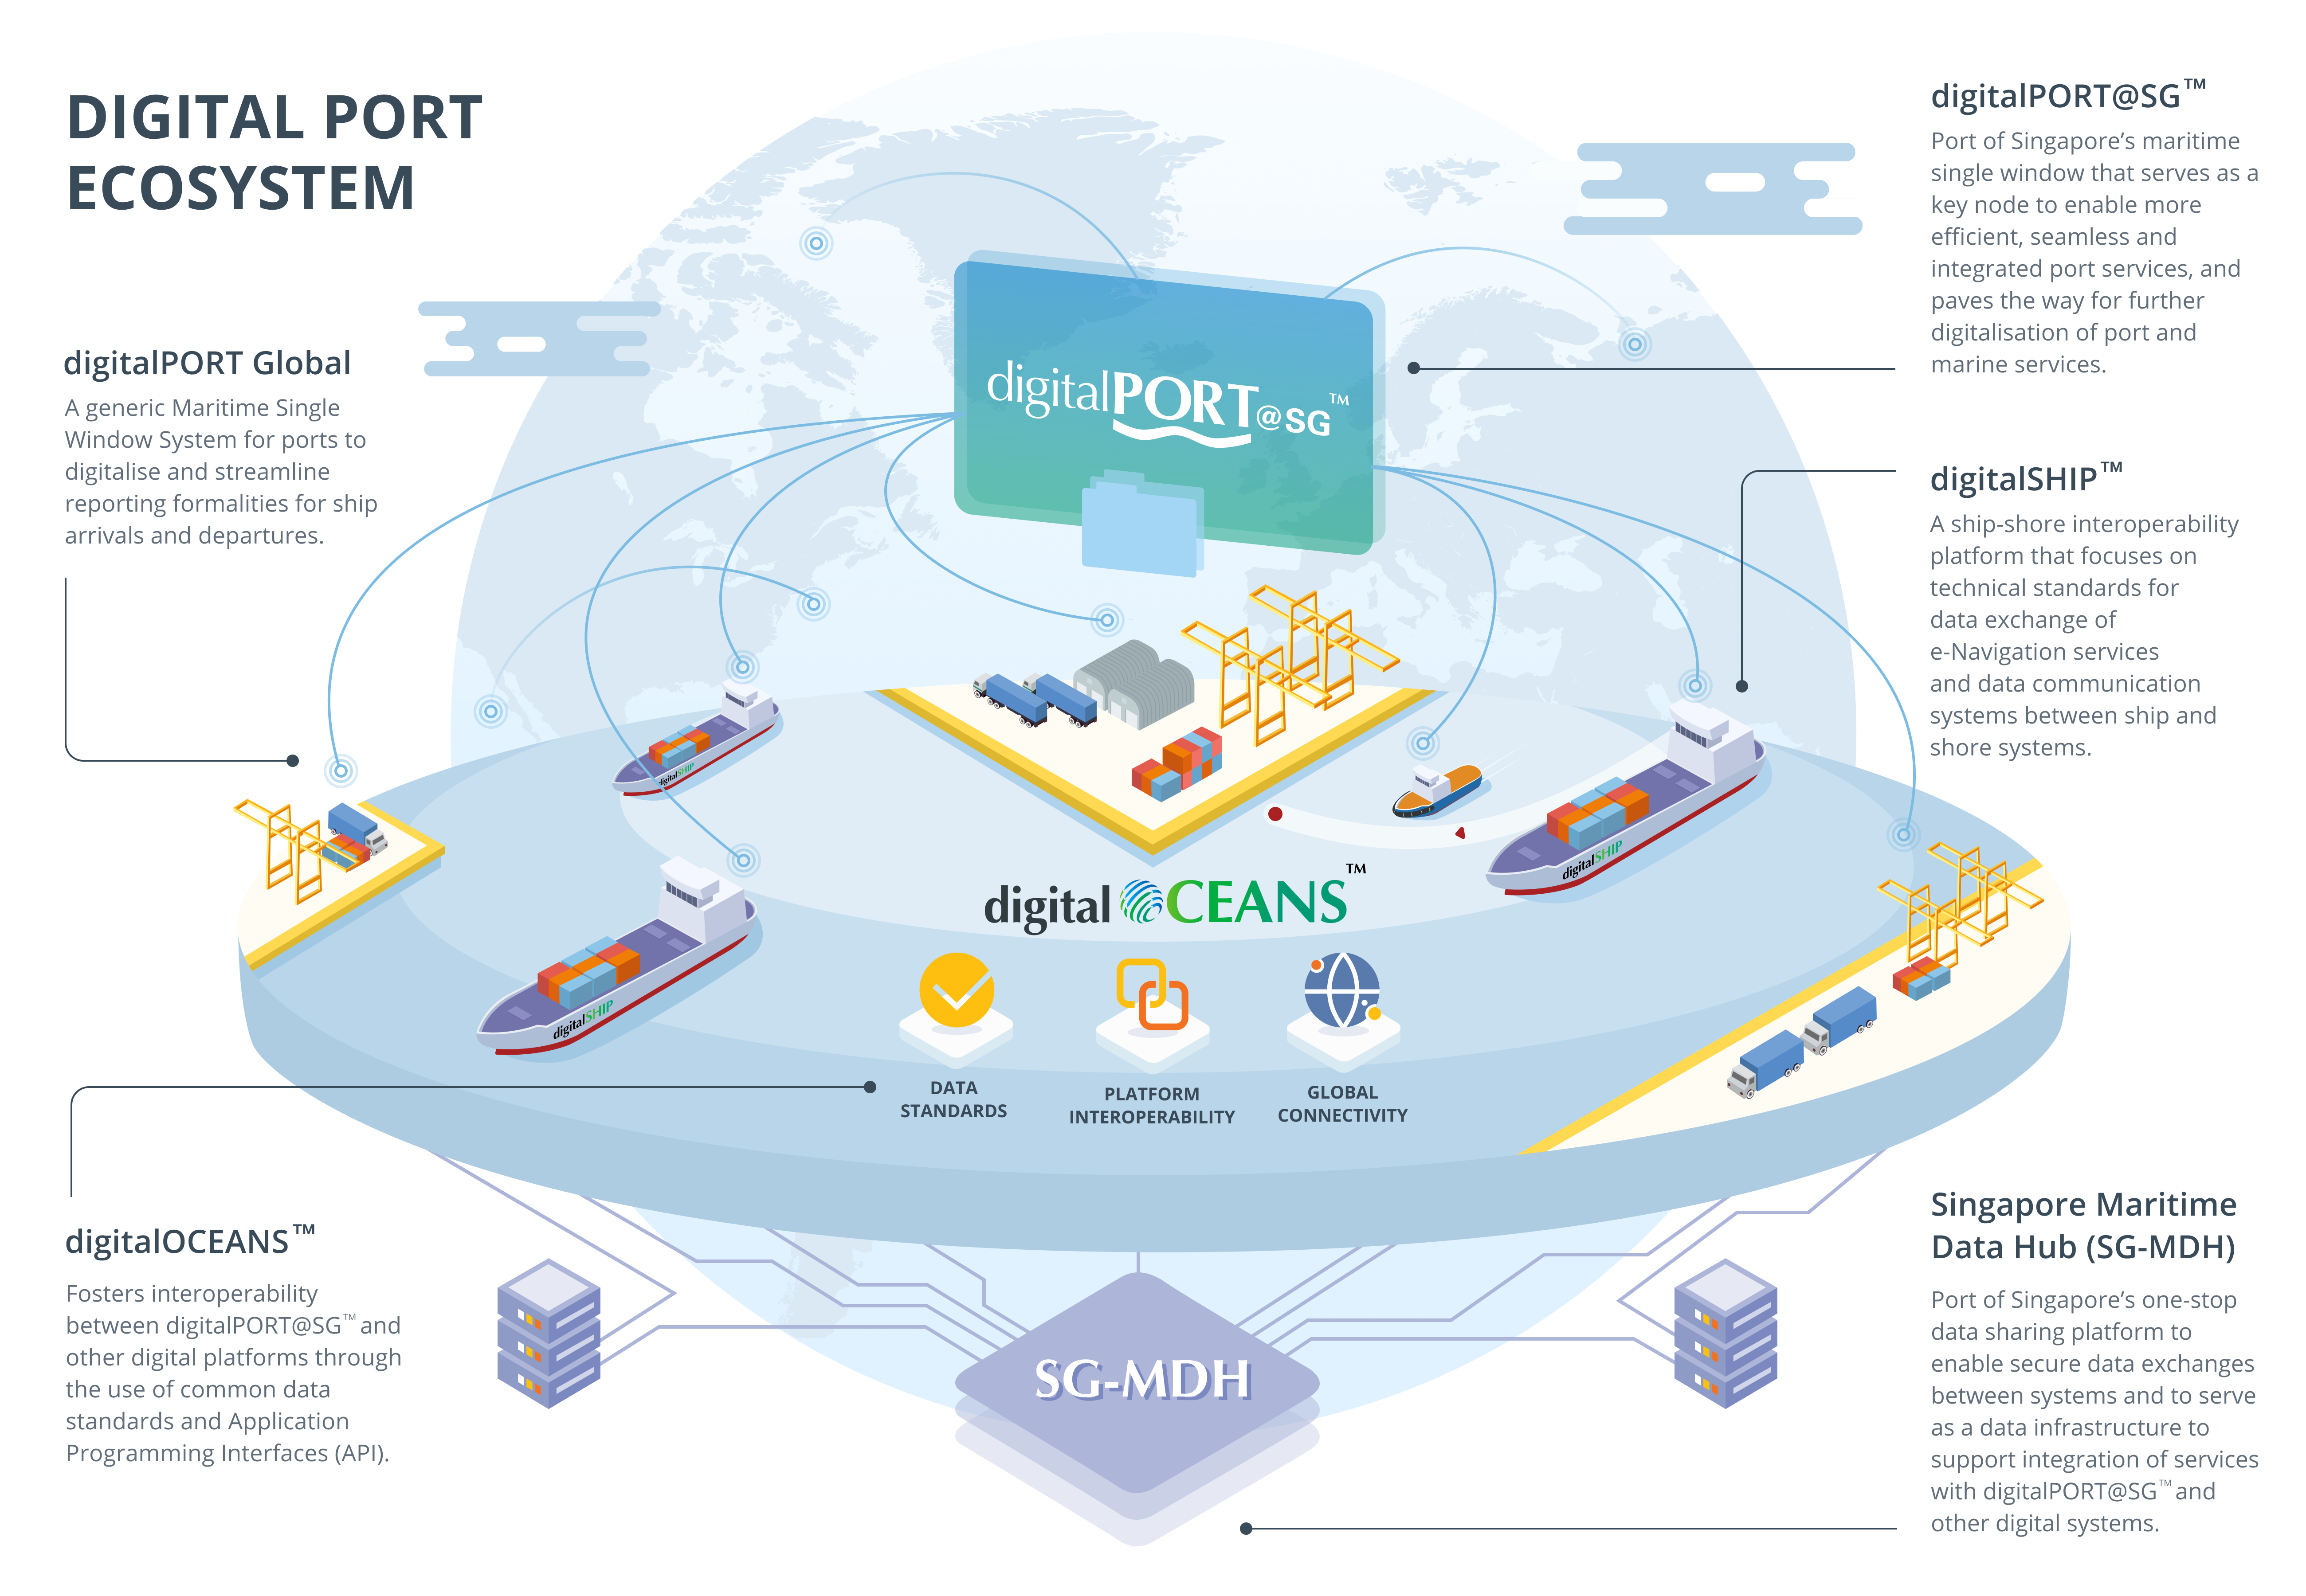 DIGITAL PORT
ECOSYSTEM
digitalPORT Global
A generic Maritime Single
Window System for ports to
digitalise and streamline
reporting formalities for ship
arrivals and departures.
digitalPORT@SG™
Port of Singapore’s maritime
single window that serves as a
key node to enable more
efficient, seamless and
integrated port services, and
paves the way for further
digitalisation of port and
marine services.
digitalPORT@SG™
digitalSHIP™
A ship-shore interoperability
platform that focuses on
technical standards for
data exchange of
e-Navigation services
and data communication
systems between ship and
shore systems.
digitalSHIP
digitalSHIP
digitalSHIP
digitalOCEANS™
DATA
STANDARDS
PLATFORM
INTEROPERABILITY
GLOBAL
CONNECTIVITY
digitalOCEANS™
Fosters interoperability
between digitalPORT@SG™ and
other digital platforms through
the use of common data
standards and Application
Programming Interfaces (API).
SG-MDH
Singapore Maritime
Data Hub (SG-MDH)
Port of Singapore’s one-stop
data sharing platform to
enable secure data exchanges
between systems and to serve
as a data infrastructure to
support integration of services
with digitalPORT@SG™ and
other digital systems.